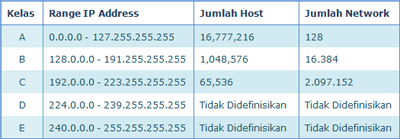 Kelas Range IP Address Jumlah Host Jumlah Network
A 0.0.0.0 - 127.255.255.255 16,777,216 128
B 128.0.0.0 - 191.255.255.255 1,048,576 16.384
C 192.0.0.0 - 223.255.255.255 65,536 2.097.152
D 224.0.0.0 - 239.255.255.255 Tidak Didefinisikan Tidak Didefinisikan
E 240.0.0.0 - 255.255.255.255 Tidak Didefinisikan Tidak Didefinisikan